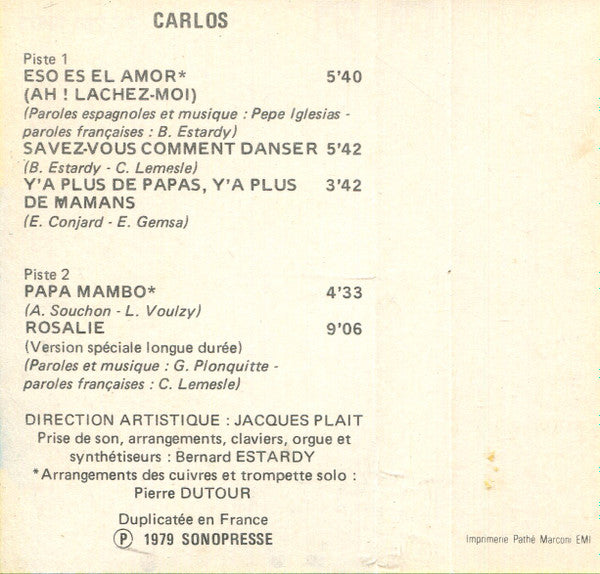 CARLOS
Piste 1
ESO ES EL AMOR* 5'40
(AH ! LACHEZ-MOI)
(Paroles espagnoles et musique : Pepe Iglesias -
paroles françaises : B. Estardy)
SAVEZ-VOUS COMMENT DANSER 5'42
(B. Estardy - C. Lemesle)
Y'A PLUS DE PAPAS, Y'A PLUS 3'42
DE MAMANS
(E. Conjard - E. Gemsa)
Piste 2
PAPA MAMBO* 4'33
(A. Souchon - L. Voulzy)
ROSALIE 9'06
(Version spéciale longue durée)
(Paroles et musique : G. Plonquitte -
paroles françaises : C. Lemesle)
DIRECTION ARTISTIQUE : JACQUES PLAIT
Prise de son, arrangements, claviers, orgue et
synthétiseurs : Bernard ESTARDY
*Arrangements des cuivres et trompette solo :
Pierre DUTOUR
Duplicatée en France
Ⓟ 1979 SONOPRESSE
Imprimerie Pathé Marconi EMI